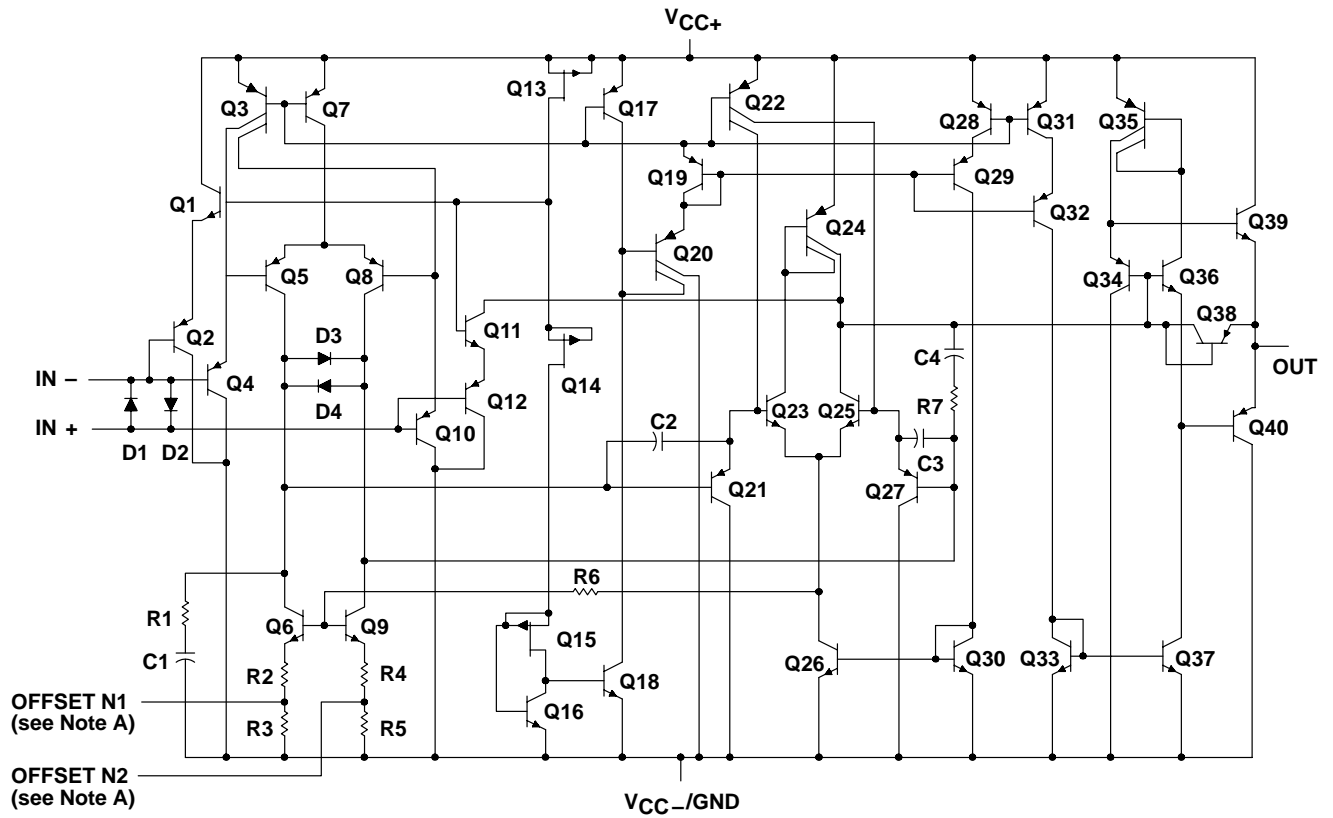 VCC+
Q3
Q7
Q13
Q17
Q22
Q28
Q31
Q35
Q1
Q19
Q29
Q32
Q39
Q5
Q8
Q20
Q24
Q34
Q36
Q2
D3
Q11
Q38
IN –
Q4
D4
Q14
C4
OUT
IN +
Q12
Q10
C2
Q23
Q25
R7
Q40
D1
D2
C3
Q21
Q27
R6
R1
Q6
Q9
Q15
C1
R2
R4
Q26
Q30
Q33
Q37
Q18
OFFSET N1
(see Note A)
R3
R5
Q16
OFFSET N2
(see Note A)
VCC–/GND